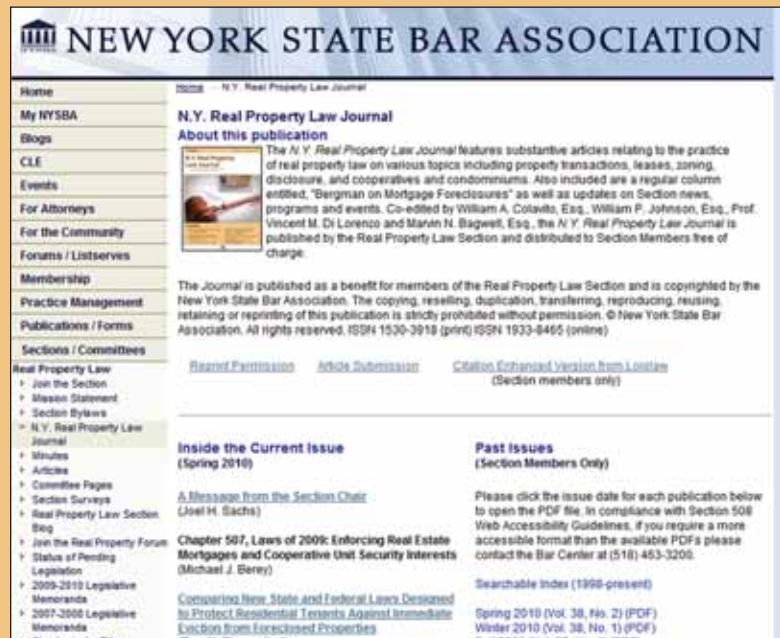 NEW YORK STATE BAR ASSOCIATION
Home
My NYSBA
Blogs
CLE
Events
For Attorneys
For the Community
Forums / Listserves
Membership
Practice Management
Publications / Forms
Sections / Committees
Real Property Law
Join the Section
Mission Statement
Section Bylaws
N.Y. Real Property Law
Journal
Minutes
Articles
Committee Pages
Section Surveys
Real Property Law Section
Blog
Join the Real Property Forum
Status of Pending
Legislation
2009-2010 Legislative
Memoranda
2007-2008 Legislative
Memoranda
Home → N.Y. Real Property Law Journal
N.Y. Real Property Law Journal
About this publication
N.Y. Real Property
Law Journal
The N.Y. Real Property Law Journal features substantive articles relating to the practice
of real property law on various topics including property transactions, leases, zoning,
disclosure, and cooperatives and condominiums. Also included are a regular column
entitled, "Bergman on Mortgage Foreclosures" as well as updates on Section news,
programs and events. Co-edited by William A. Colavito, Esq., William P. Johnson, Esq., Prof.
Vincent M. Di Lorenzo and Marvin N. Bagwell, Esq., the N.Y. Real Property Law Journal is
published by the Real Property Law Section and distributed to Section Members free of
charge.
The Journal is published as a benefit for members of the Real Property Law Section and is copyrighted by the
New York State Bar Association. The copying, reselling, duplication, transferring, reproducing, reusing,
retaining or reprinting of this publication is strictly prohibited without permission. © New York State Bar
Association. All rights reserved. ISSN 1530-3918 (print) ISSN 1933-8465 (online)
Reprint Permission Article Submission Citation Enhanced Version from Loislaw
(Section members only)
Inside the Current Issue
(Spring 2010)
A Message from the Section Chair
(Joel H. Sachs)
Chapter 507, Laws of 2009: Enforcing Real Estate
Mortgages and Cooperative Unit Security Interests
(Michael J. Berey)
Comparing New State and Federal Laws Designed
to Protect Residential Tenants Against Immediate
Eviction from Foreclosed Properties
Past Issues
(Section Members Only)
Please click the issue date for each publication below
to open the PDF file. In compliance with Section 508
Web Accessibility Guidelines, if you require a more
accessible format than the available PDFs please
contact the Bar Center at (518) 463-3200.
Searchable Index (1998-present)
Spring 2010 (Vol. 38, No. 2) (PDF)
Winter 2010 (Vol. 38, No. 1) (PDF)